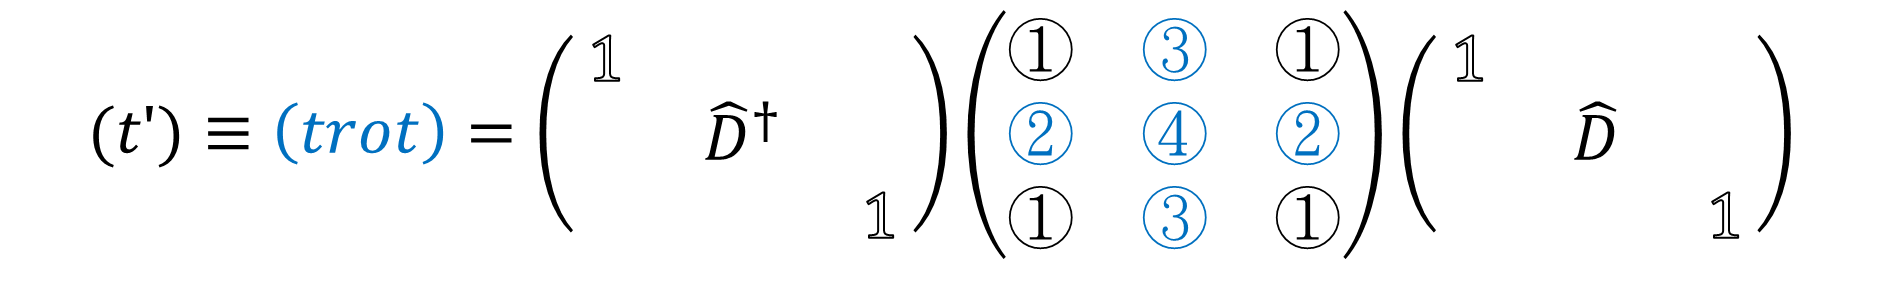 (t') ≡ (trot) = ( 𝟙 D̂† 𝟙 ) ( ① ③ ① ② ④ ② ① ③ ① ) ( 𝟙 D̂ 𝟙 )